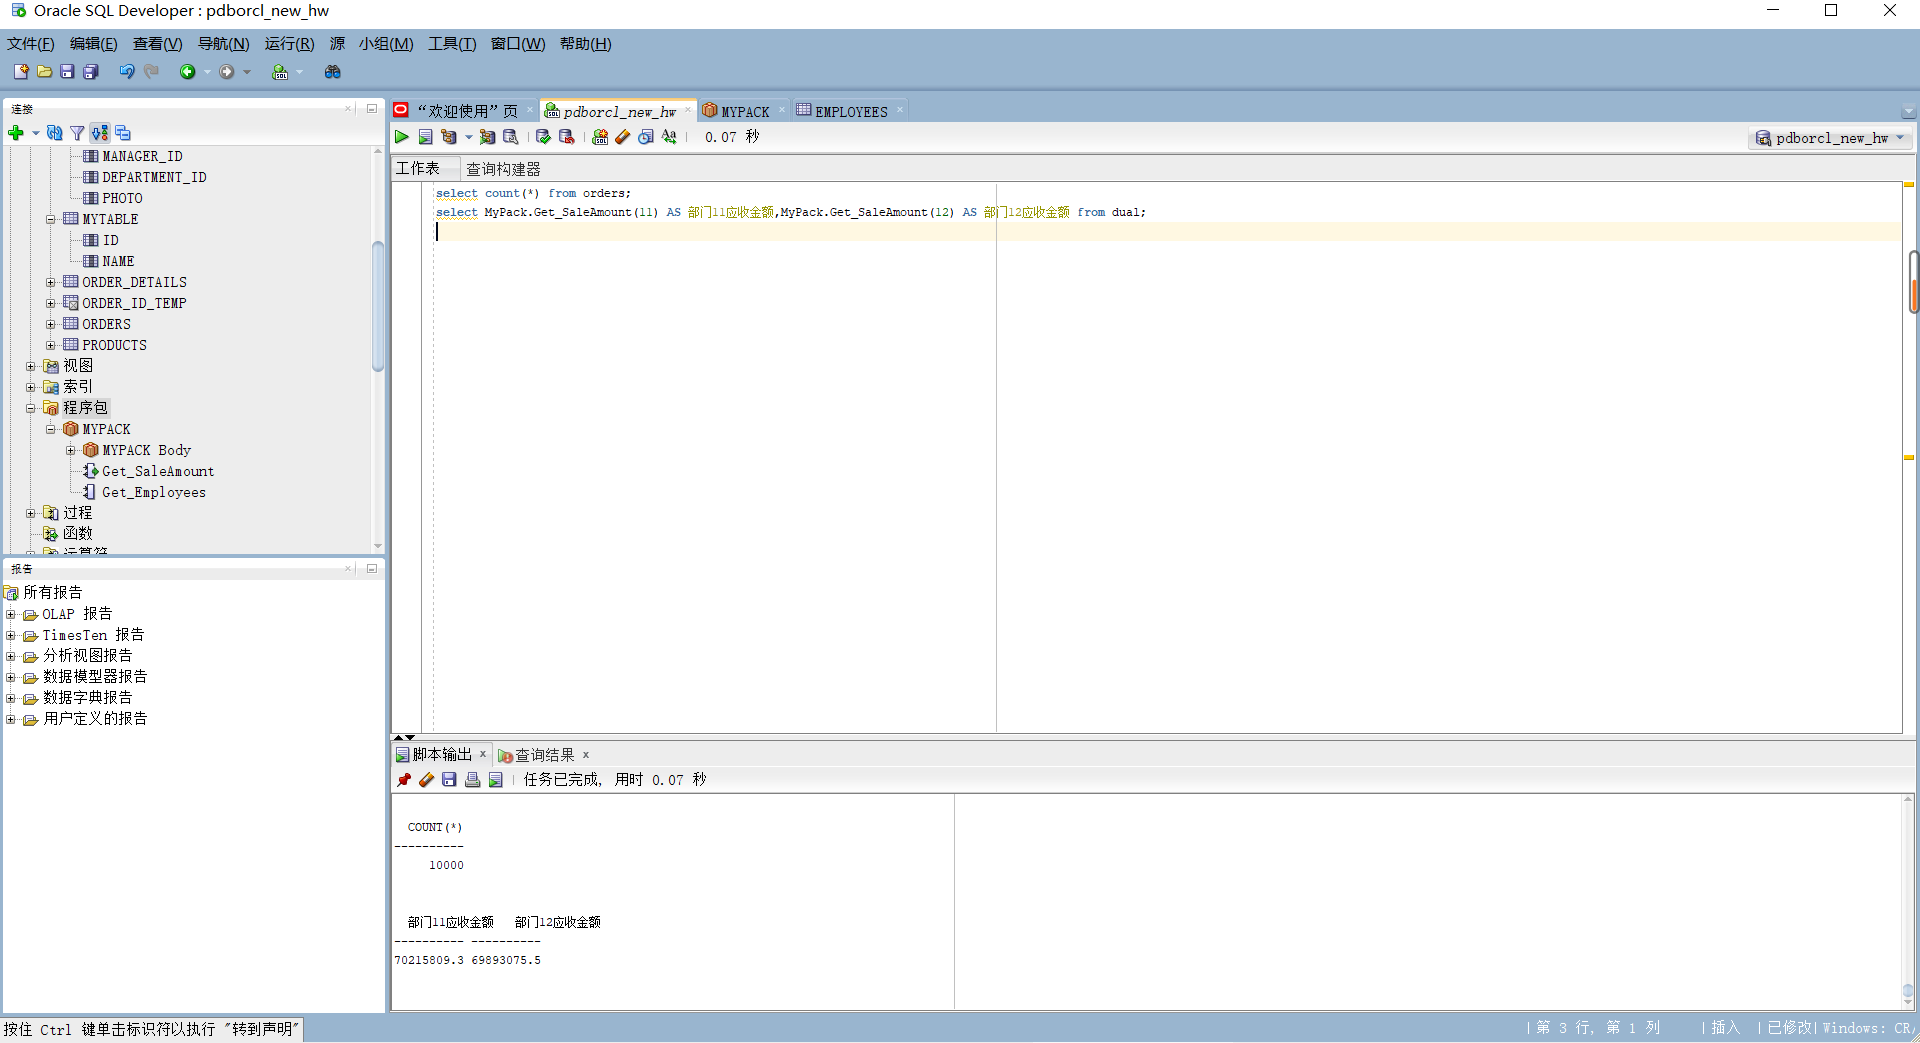 Oracle SQL Developer : pdborcl_new_hw
文件(F) 编辑(E) 查看(V) 导航(N) 运行(R) 源 小组(M) 工具(T) 窗口(W) 帮助(H)
连接
MANAGER_ID
DEPARTMENT_ID
PHOTO
MYTABLE
ID
NAME
ORDER_DETAILS
ORDER_ID_TEMP
ORDERS
PRODUCTS
视图
索引
程序包
MYPACK
MYPACK Body
Get_SaleAmount
Get_Employees
过程
函数
运算符
报告
所有报告
OLAP 报告
TimesTen 报告
分析视图报告
数据模型器报告
数据字典报告
用户定义的报告
“欢迎使用”页 pdborcl_new_hw MYPACK EMPLOYEES
0.07 秒 pdborcl_new_hw
工作表 查询构建器
select count(*) from orders;
select MyPack.Get_SaleAmount(11) AS 部门11应收金额,MyPack.Get_SaleAmount(12) AS 部门12应收金额 from dual;
脚本输出 查询结果
任务已完成, 用时 0.07 秒
COUNT(*)
----------
10000
部门11应收金额 部门12应收金额
---------- ----------
70215809.3 69893075.5
按住 Ctrl 键单击标识符以执行 "转到声明"
第 3 行, 第 1 列 | 插入 | 已修改| Windows: CR/